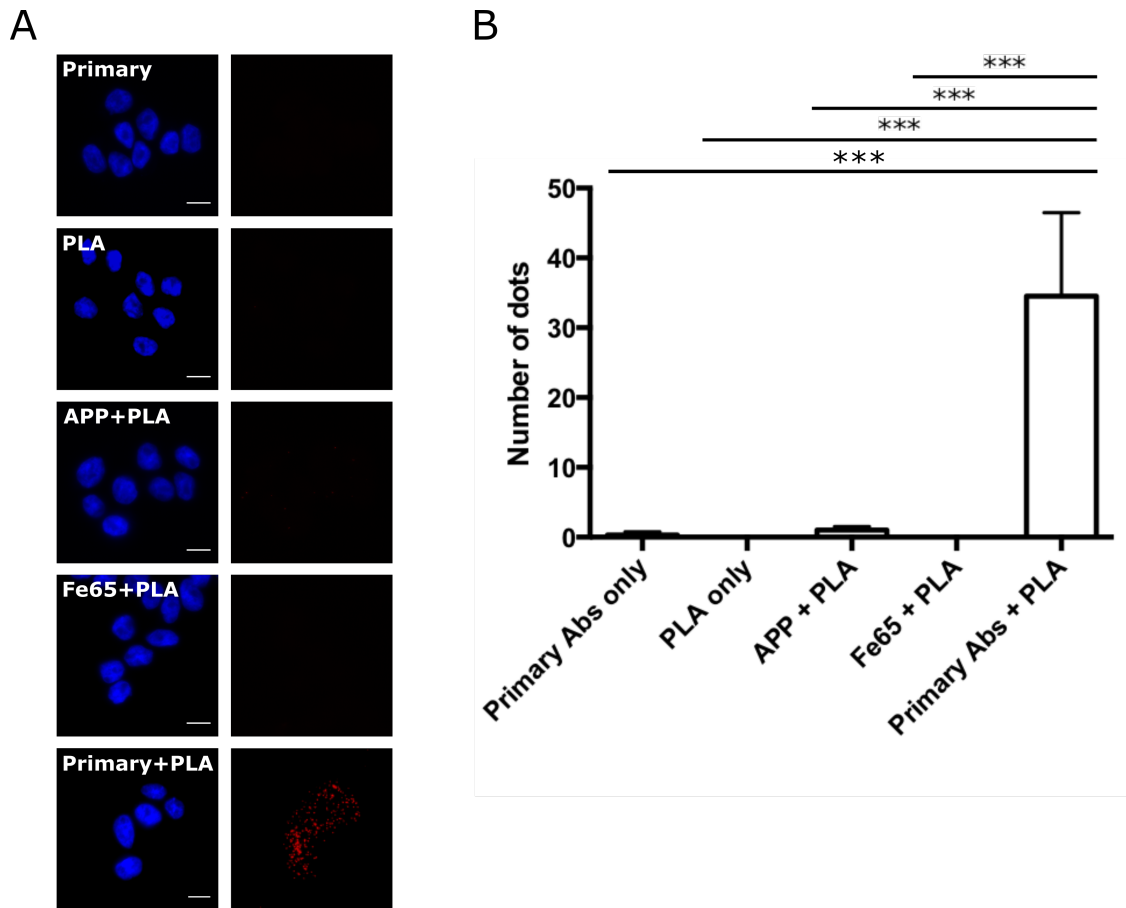 A
Primary
PLA
APP+PLA
Fe65+PLA
Primary+PLA
B
***
***
***
***
Number of dots
50
40
30
20
10
0
Primary Abs only
PLA only
APP + PLA
Fe65 + PLA
Primary Abs + PLA